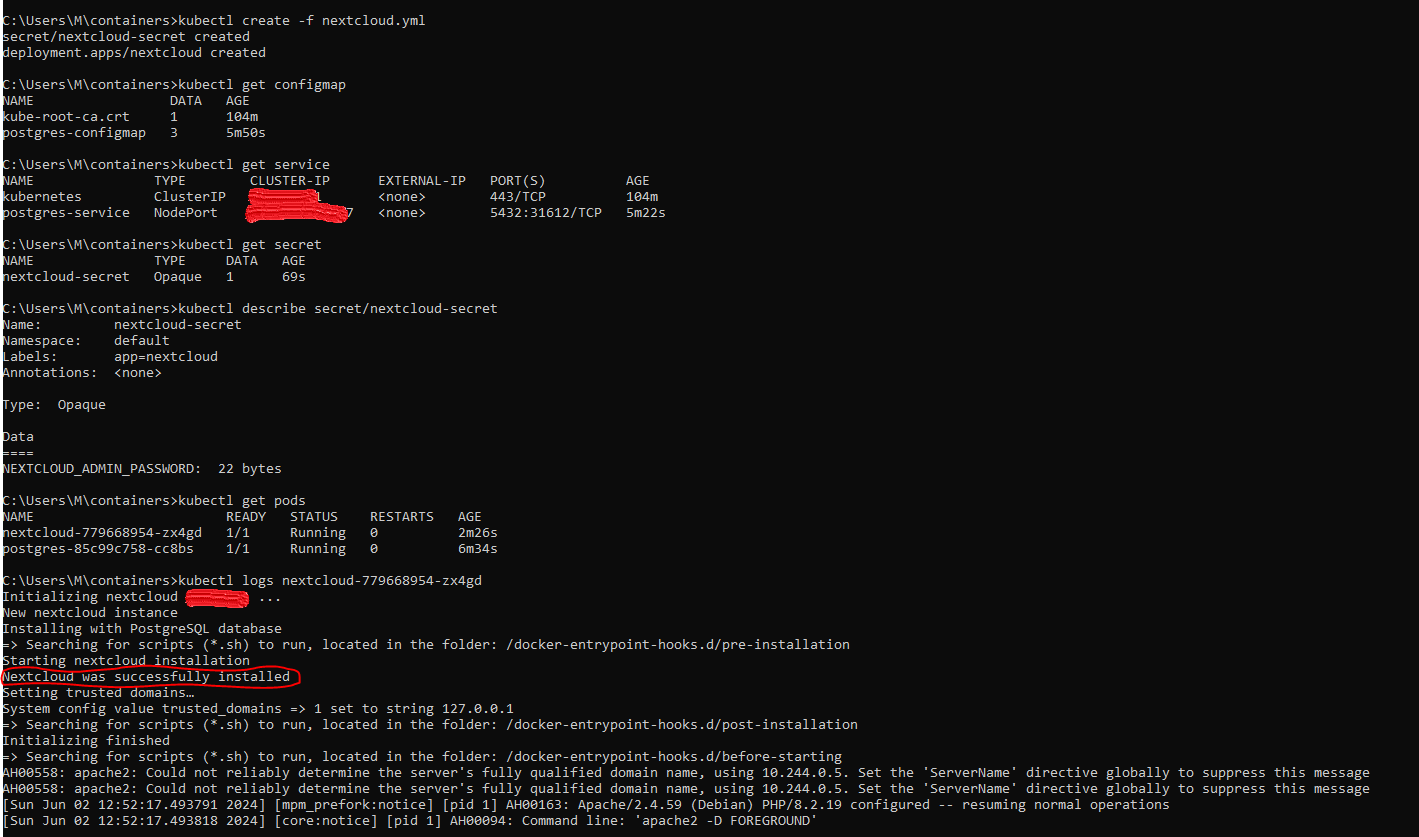 C:\Users\M\containers>kubectl create -f nextcloud.yml
secret/nextcloud-secret created
deployment.apps/nextcloud created
C:\Users\M\containers>kubectl get configmap
NAME DATA AGE
kube-root-ca.crt 1 104m
postgres-configmap 3 5m50s
C:\Users\M\containers>kubectl get service
NAME TYPE CLUSTER-IP EXTERNAL-IP PORT(S) AGE
kubernetes ClusterIP <none> 443/TCP 104m
postgres-service NodePort 7 <none> 5432:31612/TCP 5m22s
C:\Users\M\containers>kubectl get secret
NAME TYPE DATA AGE
nextcloud-secret Opaque 1 69s
C:\Users\M\containers>kubectl describe secret/nextcloud-secret
Name: nextcloud-secret
Namespace: default
Labels: app=nextcloud
Annotations: <none>
Type: Opaque
Data
====
NEXTCLOUD_ADMIN_PASSWORD: 22 bytes
C:\Users\M\containers>kubectl get pods
NAME READY STATUS RESTARTS AGE
nextcloud-779668954-zx4gd 1/1 Running 0 2m26s
postgres-85c99c758-cc8bs 1/1 Running 0 6m34s
C:\Users\M\containers>kubectl logs nextcloud-779668954-zx4gd
Initializing nextcloud ...
New nextcloud instance
Installing with PostgreSQL database
=> Searching for scripts (*.sh) to run, located in the folder: /docker-entrypoint-hooks.d/pre-installation
Starting nextcloud installation
Nextcloud was successfully installed
Setting trusted domains…
System config value trusted_domains => 1 set to string 127.0.0.1
=> Searching for scripts (*.sh) to run, located in the folder: /docker-entrypoint-hooks.d/post-installation
Initializing finished
=> Searching for scripts (*.sh) to run, located in the folder: /docker-entrypoint-hooks.d/before-starting
AH00558: apache2: Could not reliably determine the server's fully qualified domain name, using 10.244.0.5. Set the 'ServerName' directive globally to suppress this message
AH00558: apache2: Could not reliably determine the server's fully qualified domain name, using 10.244.0.5. Set the 'ServerName' directive globally to suppress this message
[Sun Jun 02 12:52:17.493791 2024] [mpm_prefork:notice] [pid 1] AH00163: Apache/2.4.59 (Debian) PHP/8.2.19 configured -- resuming normal operations
[Sun Jun 02 12:52:17.493818 2024] [core:notice] [pid 1] AH00094: Command line: 'apache2 -D FOREGROUND'